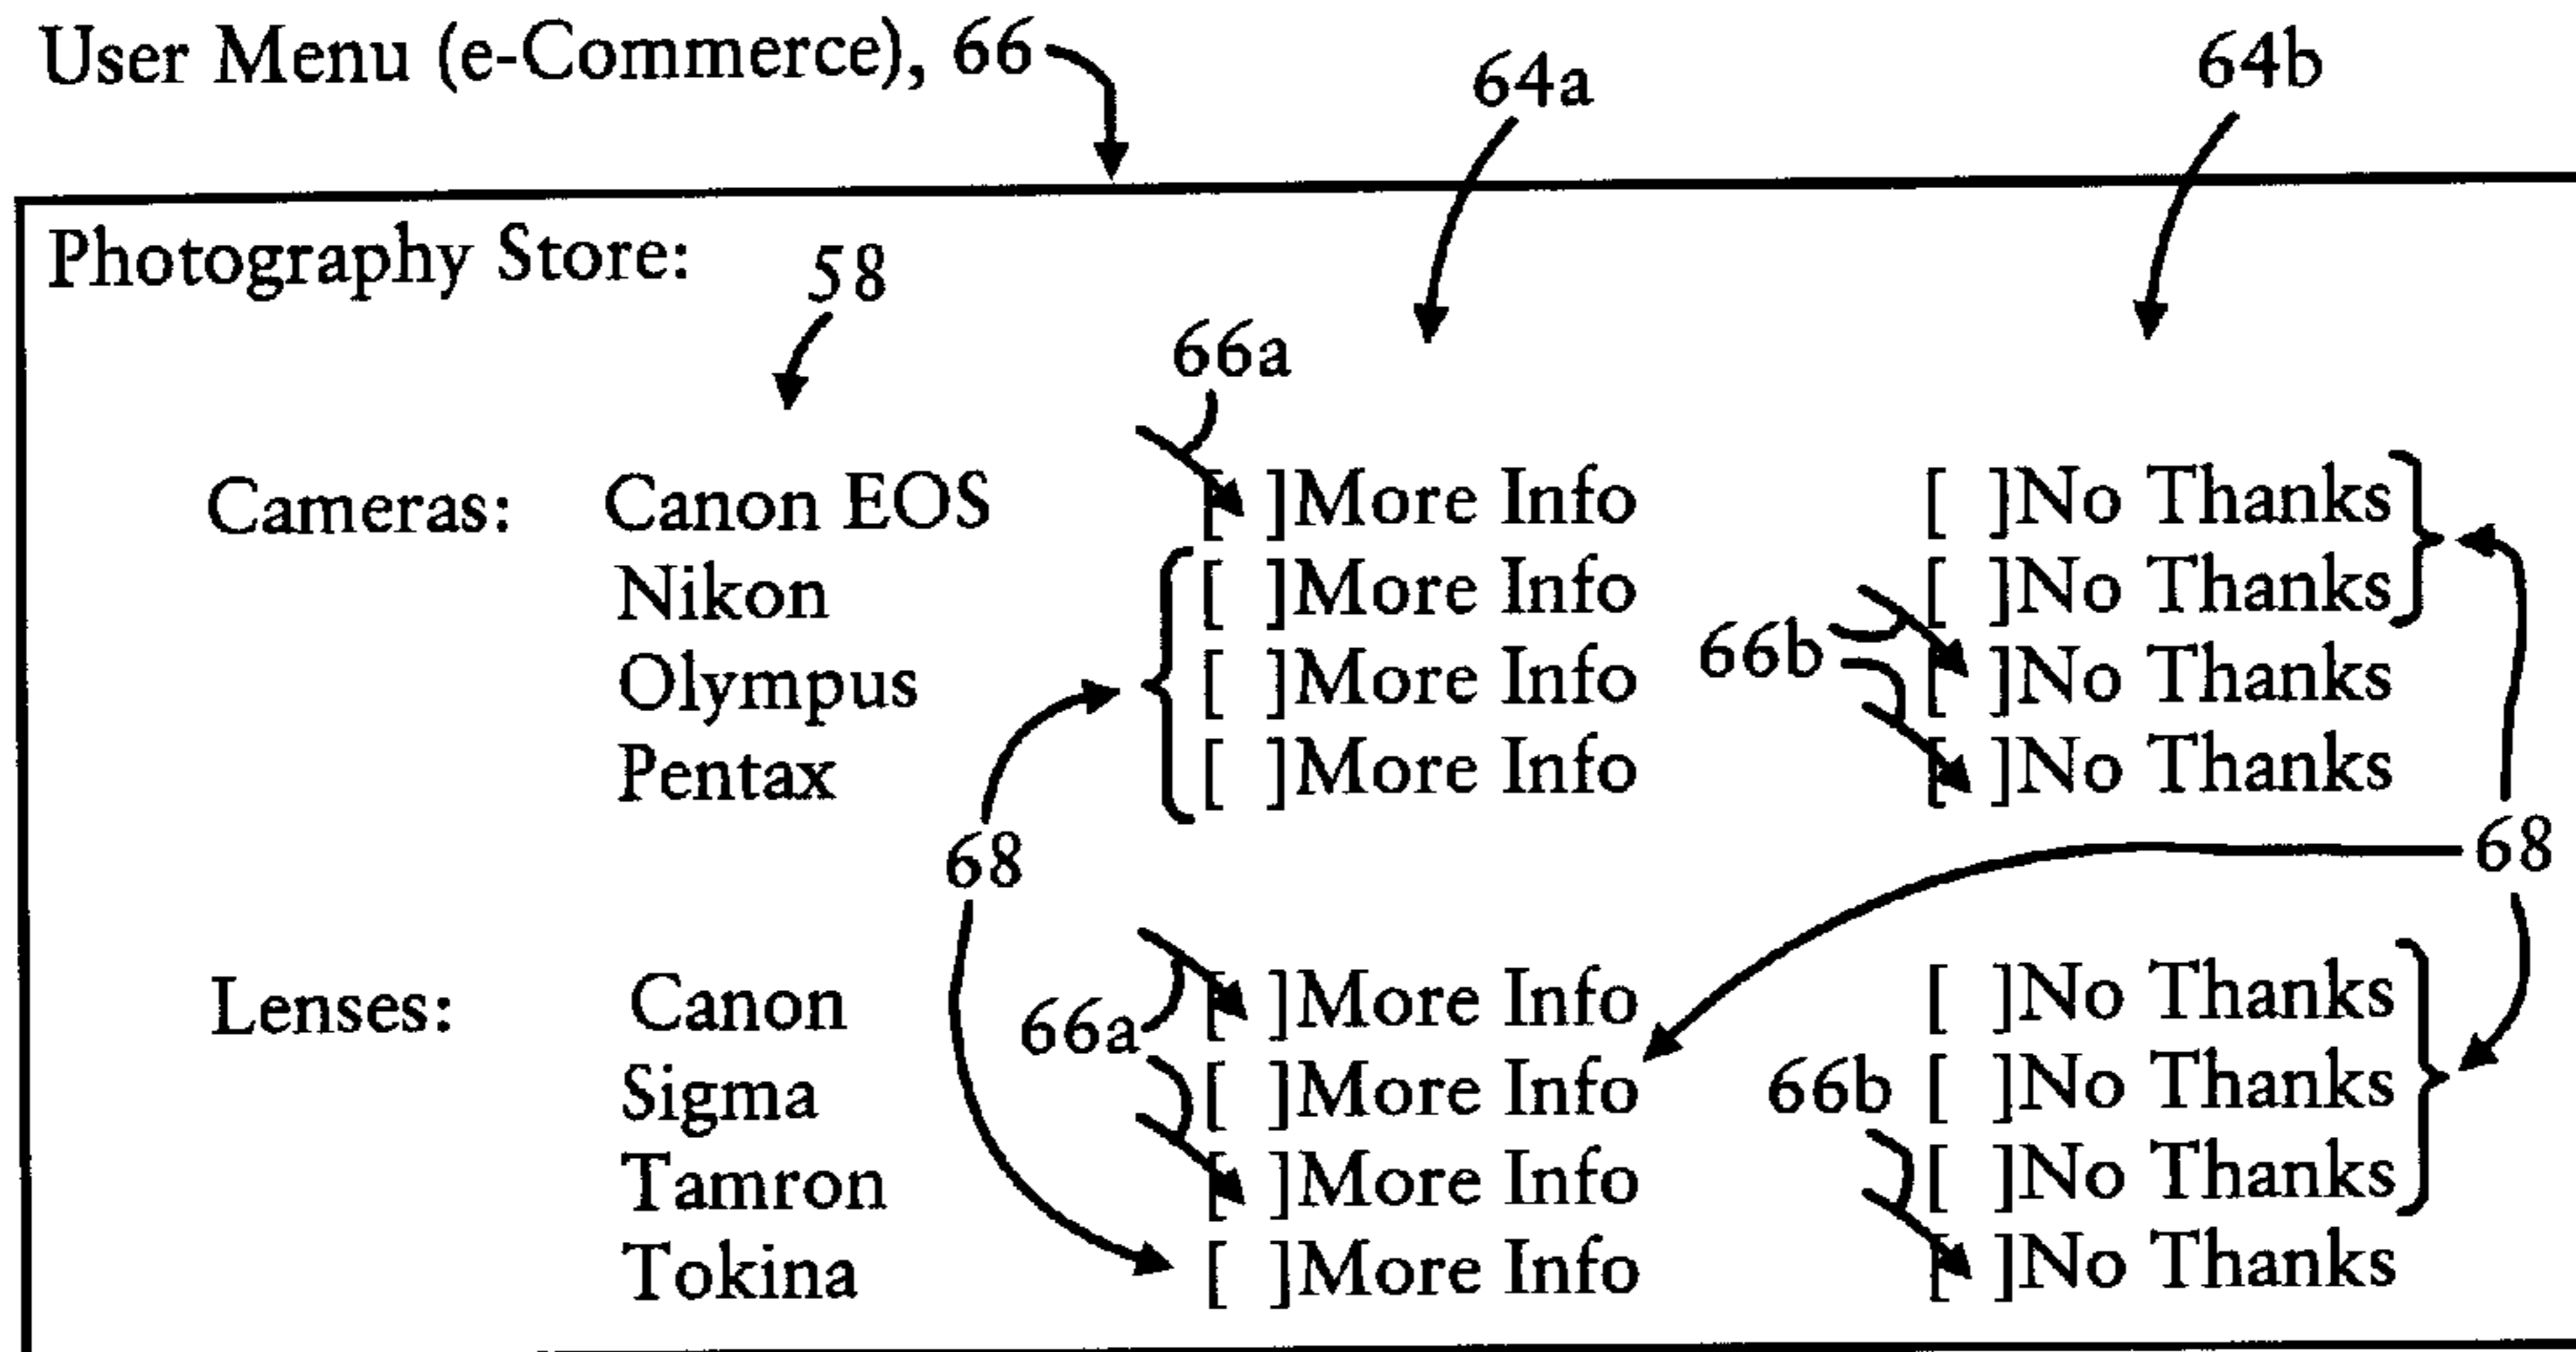 User Menu (e-Commerce), 66
64a
64b
Photography Store:
58
66a
Cameras: Canon EOS [ ]More Info [ ]No Thanks
Nikon [ ]More Info [ ]No Thanks
Olympus [ ]More Info 66b [ ]No Thanks
Pentax [ ]More Info [ ]No Thanks
68
68
Lenses: Canon [ ]More Info [ ]No Thanks
66a
Sigma [ ]More Info 66b [ ]No Thanks
Tamron [ ]More Info [ ]No Thanks
Tokina [ ]More Info [ ]No Thanks